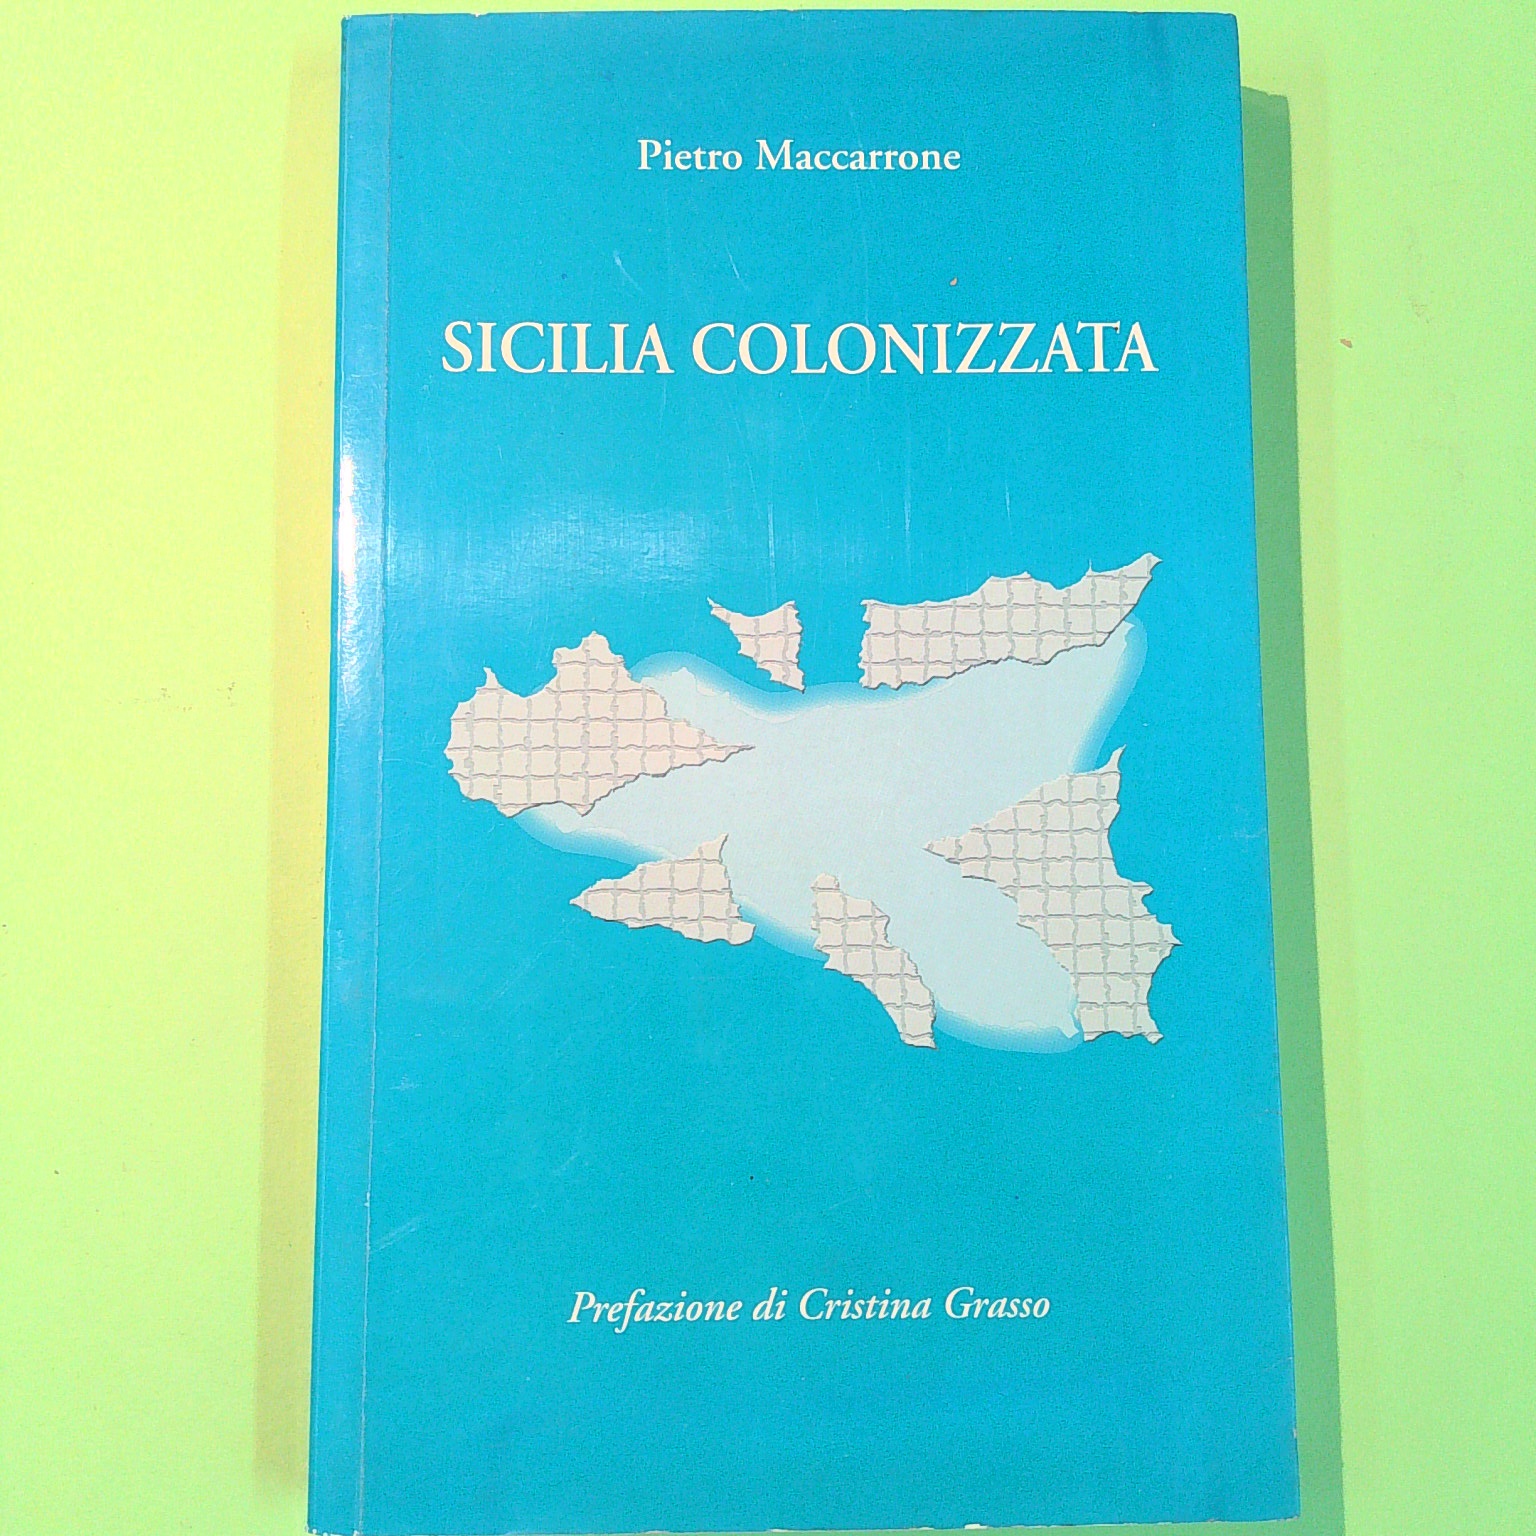 Pietro Maccarrone
SICILIA COLONIZZATA
Prefazione di Cristina Grasso